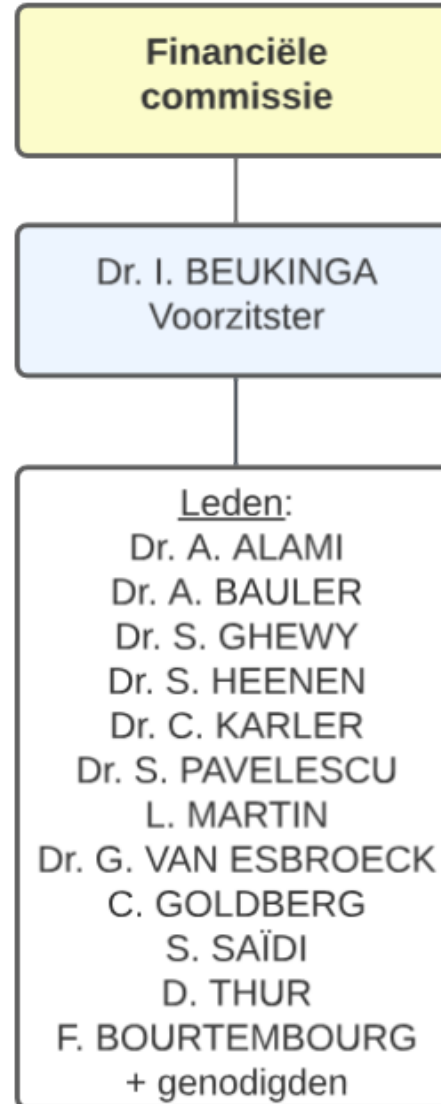 Financiële
commissie
Dr. I. BEUKINGA
Voorzitster
Leden:
Dr. A. ALAMI
Dr. A. BAULER
Dr. S. GHEWY
Dr. S. HEENEN
Dr. C. KARLER
Dr. S. PAVELESCU
L. MARTIN
Dr. G. VAN ESBROECK
C. GOLDBERG
S. SAÏDI
D. THUR
F. BOURTEMBOURG
+ genodigden